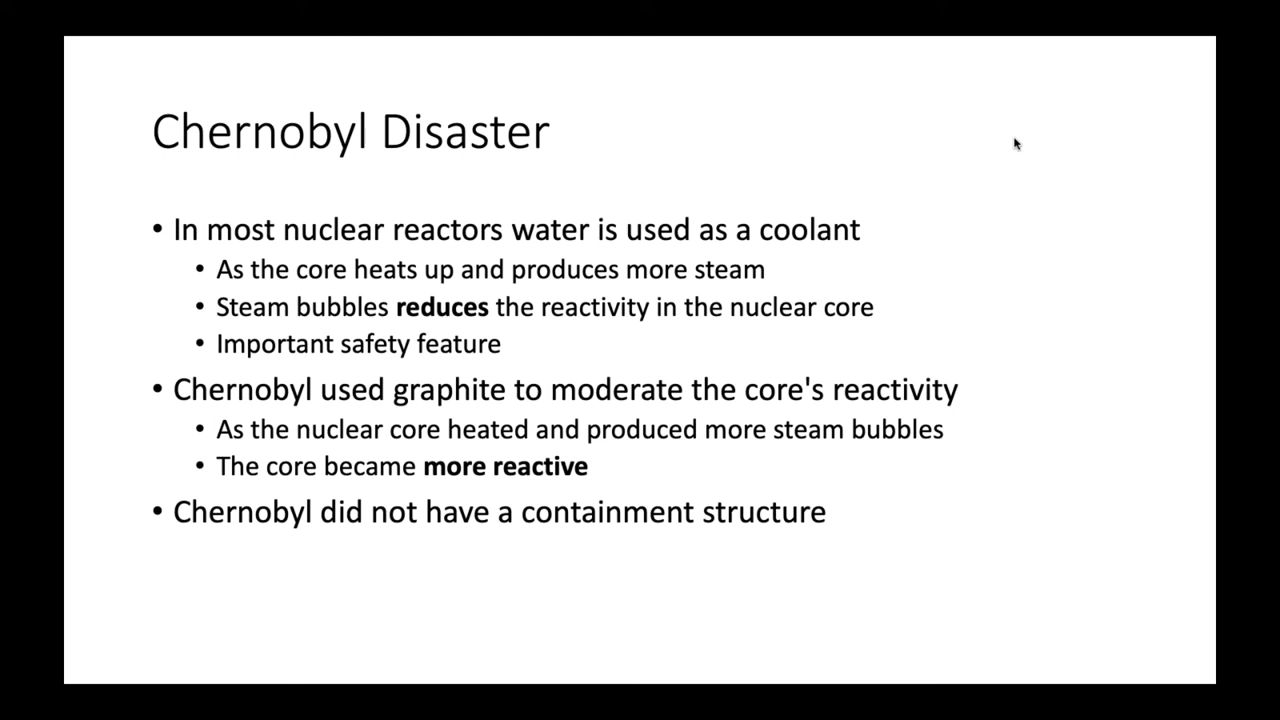 Chernobyl Disaster
• In most nuclear reactors water is used as a coolant
• As the core heats up and produces more steam
• Steam bubbles reduces the reactivity in the nuclear core
• Important safety feature
• Chernobyl used graphite to moderate the core's reactivity
• As the nuclear core heated and produced more steam bubbles
• The core became more reactive
• Chernobyl did not have a containment structure